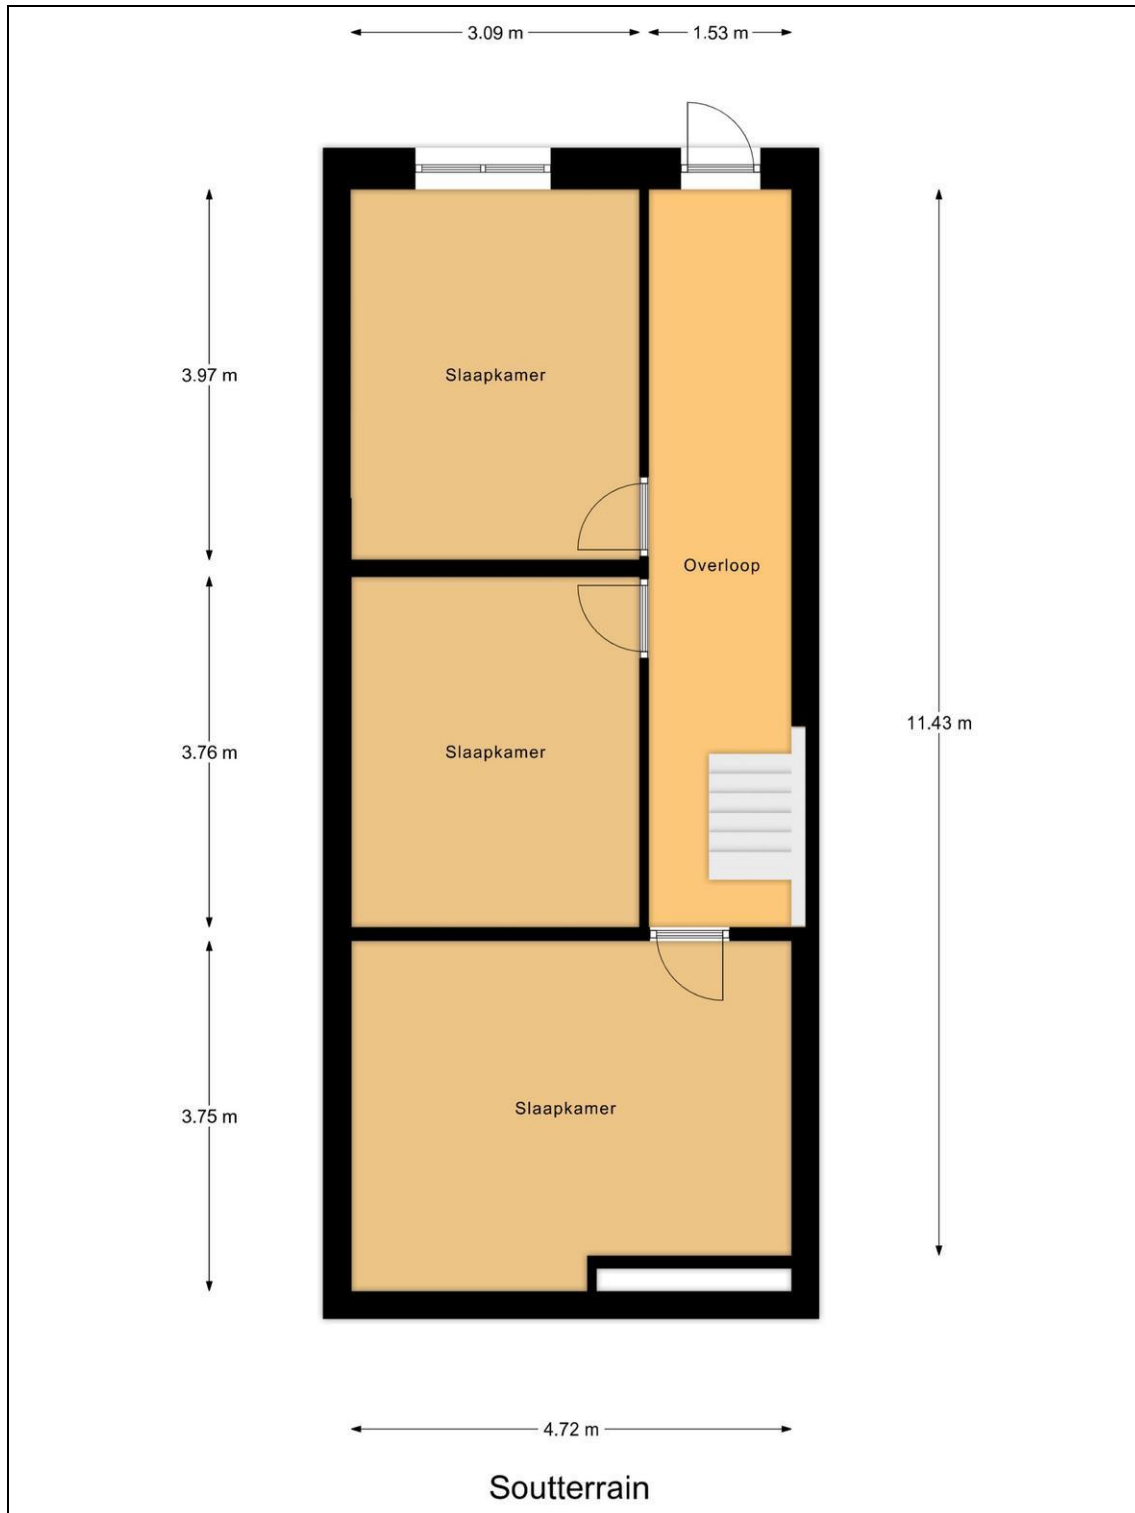 3.09 m
1.53 m
3.97 m
Slaapkamer
Overloop
11.43 m
3.76 m
Slaapkamer
3.75 m
Slaapkamer
4.72 m
Soutterrain